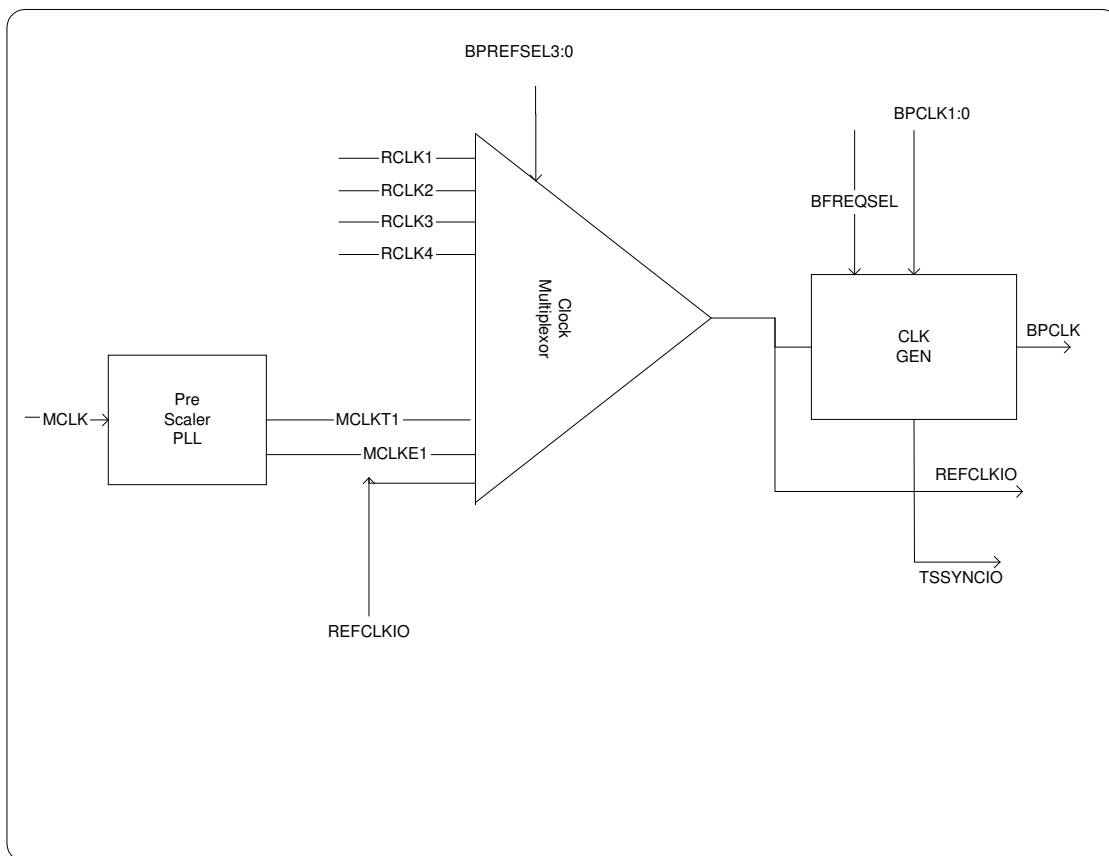 BPREFSEL3:0
BPCLK1:0
RCLK1
RCLK2
BFREQSEL
RCLK3
RCLK4
Clock
Multiplexor
CLK
GEN
BPCLK
Pre
Scaler
PLL
MCLK
MCLKT1
MCLKE1
REFCLKIO
TSSYNCIO
REFCLKIO